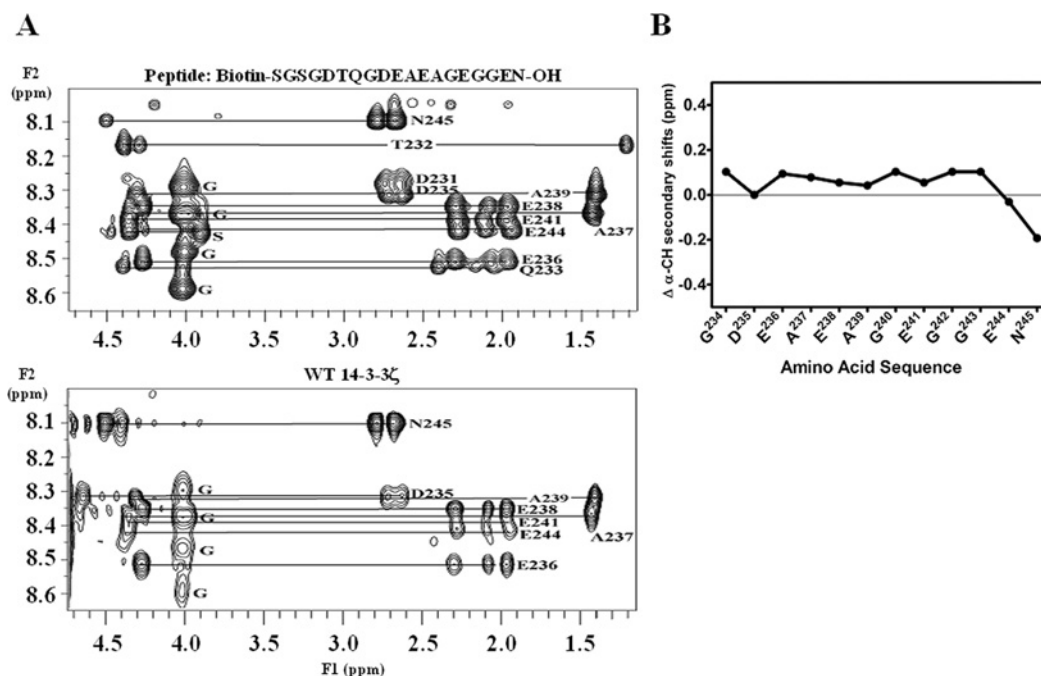 A
B
F2
(ppm)
Peptide: Biotin-SGSGDTQGDEAEAGEGGEN-OH
8.1
8.2
8.3
8.4
8.5
8.6
N245
T232
D231
D235
G
A239
E238
G
E241
S
E244
A237
G
E236
Q233
G
4.5
4.0
3.5
3.0
2.5
2.0
1.5
F2
(ppm)
WT 14-3-3ζ
8.1
8.2
8.3
8.4
8.5
8.6
N245
G
D235
A239
E238
G
E241
E244
A237
G
E236
G
4.5
4.0
3.5
3.0
2.5
2.0
1.5
F1 (ppm)
Δ α-CH secondary shifts (ppm)
0.4
0.2
0.0
-0.2
-0.4
G234
D235
E236
A237
E238
A239
G240
E241
G242
G243
E244
N245
Amino Acid Sequence